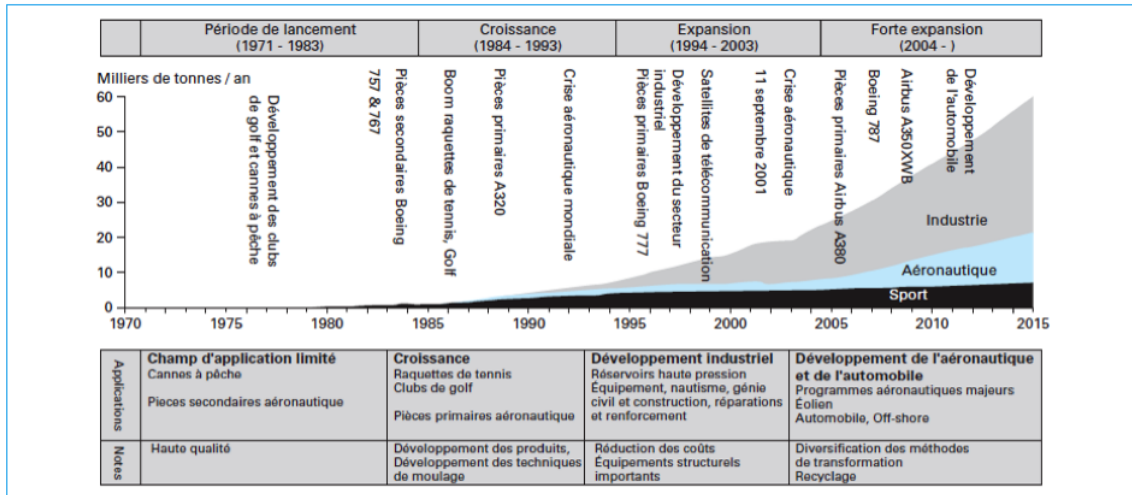 Période de lancement
(1971 - 1983)
Croissance
(1984 - 1993)
Expansion
(1994 - 2003)
Forte expansion
(2004 - )
Milliers de tonnes / an
60
50
40
30
20
10
0
Développement des clubs
de golf et cannes à pêche
Pièces secondaires Boeing
757 & 767
Boom raquettes de tennis, Golf
Pièces primaires A320
Crise aéronautique mondiale
Pièces primaires Boeing 777
Développement du secteur
industriel
Satellites de télécommunication
11 septembre 2001
Crise aéronautique
Pièces primaires Airbus A380
Boeing 787
Airbus A350XWB
Développement
de l'automobile
Industrie
Aéronautique
Sport
1970
1975
1980
1985
1990
1995
2000
2005
2010
2015
Applications
Champ d'application limité
Cannes à pêche
Pieces secondaires aéronautique
Croissance
Raquettes de tennis
Clubs de golf
Pièces primaires aéronautique
Développement industriel
Réservoirs haute pression
Équipement, nautisme, génie
civil et construction, réparations
et renforcement
Développement de l'aéronautique
et de l'automobile
Programmes aéronautiques majeurs
Éolien
Automobile, Off-shore
Notes
Haute qualité
Développement des produits,
Développement des techniques
de moulage
Réduction des coûts
Équipements structurels
importants
Diversification des méthodes
de transformation
Recyclage